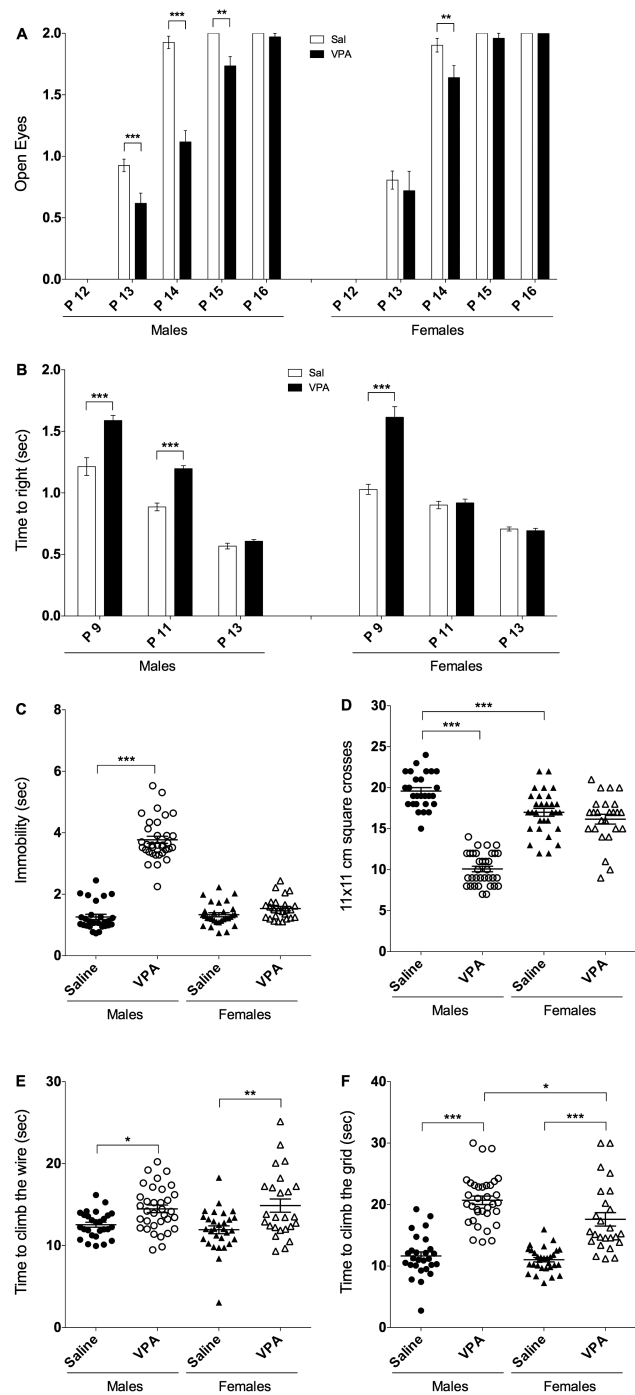 A
Sal
VPA
Open Eyes
2.0
1.5
1.0
0.5
0.0
***
***
**
**
P 12
P 13
P 14
P 15
P 16
P 12
P 13
P 14
P 15
P 16
Males
Females
B
Sal
VPA
Time to right (sec)
2.0
1.5
1.0
0.5
0.0
***
***
***
P 9
P 11
P 13
P 9
P 11
P 13
Males
Females
C
Immobility (sec)
8
6
4
2
0
***
Saline
VPA
Saline
VPA
Males
Females
D
11x11 cm square crosses
30
25
20
15
10
5
0
***
***
Saline
VPA
Saline
VPA
Males
Females
E
Time to climb the wire (sec)
30
20
10
0
*
**
Saline
VPA
Saline
VPA
Males
Females
F
Time to climb the grid (sec)
40
30
20
10
0
***
*
***
Saline
VPA
Saline
VPA
Males
Females